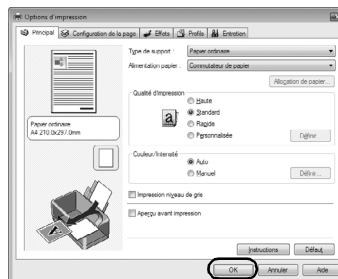 Options d'impression
Principal Configuration de la page Effets Profils Entretien
Type de support : Papier ordinaire
Alimentation papier : Commutateur de papier
Allocation de papier...
Qualité d'impression
Haute
Standard
Rapide
Personnalisée Définir
Papier ordinaire
A4 210.0x297.0mm
Couleur/Intensité
Auto
Manuel Définir...
Impression niveau de gris
Aperçu avant impression
Instructions Défaut
OK Annuler Aide